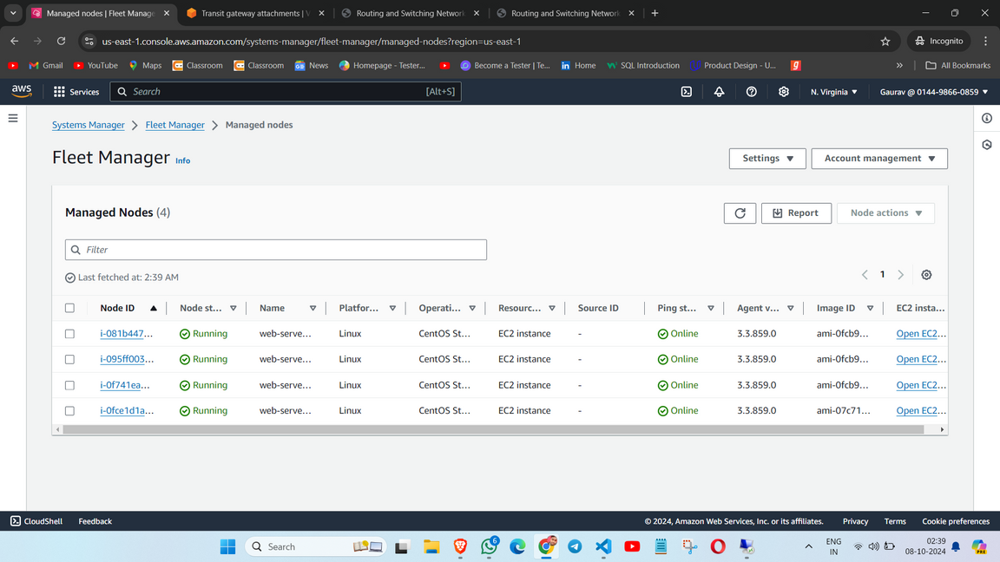 Managed nodes | Fleet Manage
Transit gateway attachments | V
Routing and Switching Network
Routing and Switching Network
us-east-1.console.aws.amazon.com/systems-manager/fleet-manager/managed-nodes?region=us-east-1
Incognito
Gmail YouTube Maps Classroom Classroom News Homepage - Tester... Become a Tester | Te... Home SQL Introduction Product Design - U... All Bookmarks
aws Services Search [Alt+S] N. Virginia Gaurav @ 0144-9866-0859
Systems Manager Fleet Manager Managed nodes
Fleet Manager Info
Settings Account management
Managed Nodes (4)
Report Node actions
Filter
Last fetched at: 2:39 AM
1
Node ID Node st... Name Platfor... Operati... Resourc... Source ID Ping st... Agent v... Image ID EC2 insta...
i-081b447... Running web-serve... Linux CentOS St... EC2 instance - Online 3.3.859.0 ami-0fcb9... Open EC2...
i-095ff003... Running web-serve... Linux CentOS St... EC2 instance - Online 3.3.859.0 ami-0fcb9... Open EC2...
i-0f741ea... Running web-serve... Linux CentOS St... EC2 instance - Online 3.3.859.0 ami-0fcb9... Open EC2...
i-0fce1d1a... Running web-serve... Linux CentOS St... EC2 instance - Online 3.3.859.0 ami-07c71... Open EC2...
CloudShell Feedback © 2024, Amazon Web Services, Inc. or its affiliates. Privacy Terms Cookie preferences
Search
6
ENG
IN
02:39
08-10-2024
PRE